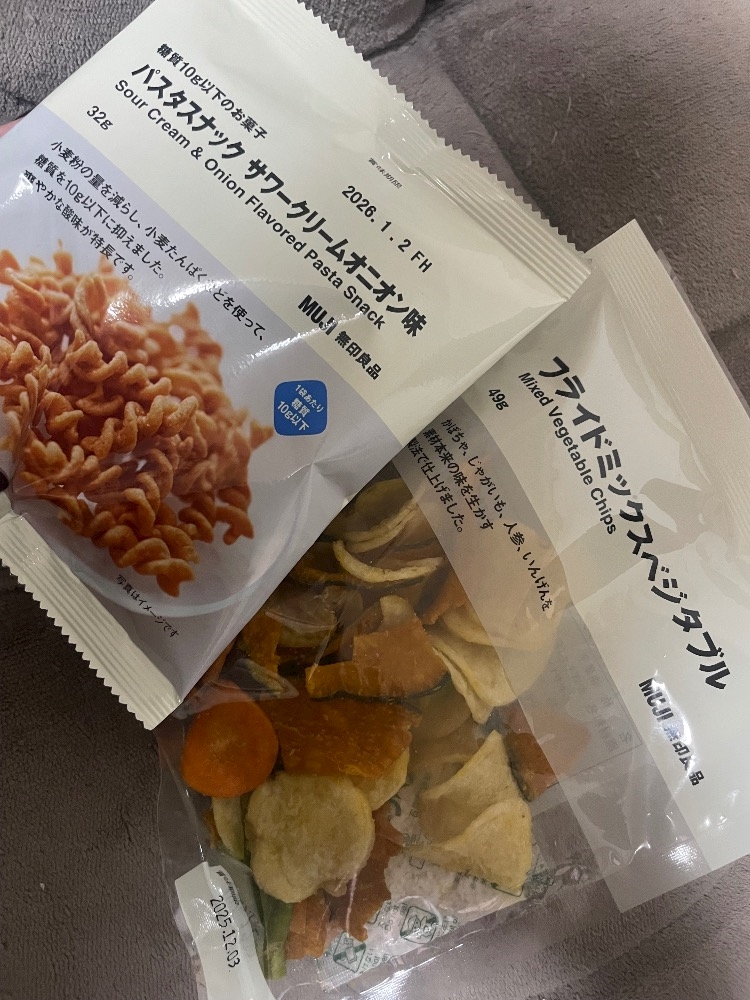 糖質10g以下のお菓子
パスタスナック サワークリームオニオン味
Sour Cream & Onion Flavored Pasta Snack
32g
賞味期限
2026.1.2 FH
小麦粉の量を減らし、小麦たんぱく
どを使って、
糖質を10g以下に抑えました。
やかな酸味が特長です。
MUJI 無印良品
1袋あたり
糖質
10g以下
写真はイメージです
フライドミックスベジタブル
Mixed Vegetable Chips
49g
かぼちゃ、じゃがいも、人参、いんげんを
素材本来の味を生かす
製法で仕上げました。
MUJI 無印良品
2025.12.03